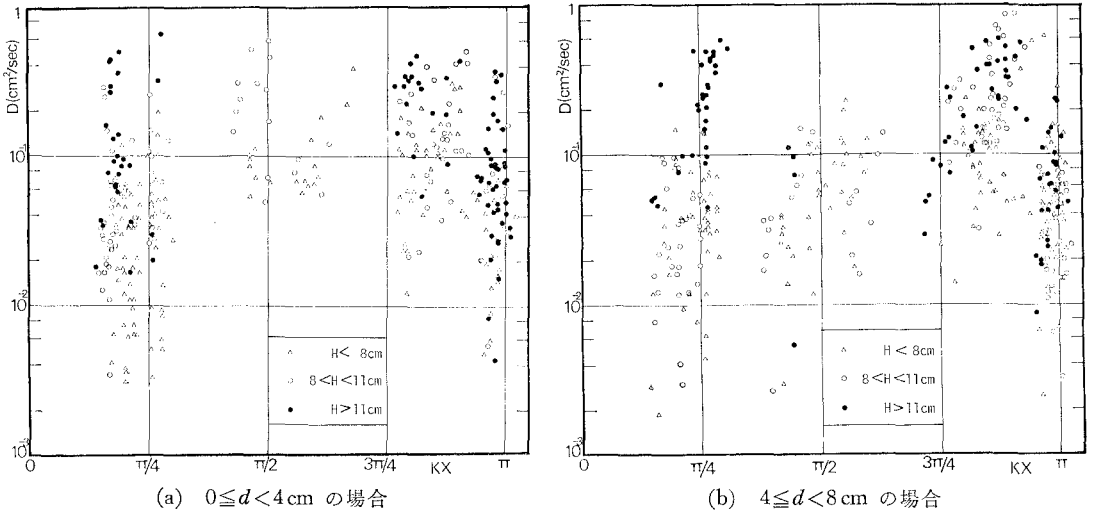 1
D(cm²/sec)
10⁻¹
10⁻²
10⁻³
0
π/4
π/2
3π/4
KX
π
△ H< 8cm
○ 8<H<11cm
● H>11cm
(a) 0≦d<4cm の場合
1
D(cm²/sec)
10⁻¹
10⁻²
10⁻³
0
π/4
π/2
3π/4
KX
π
△ H<8cm
○ 8<H<11cm
● H>11cm
(b) 4≦d<8cm の場合